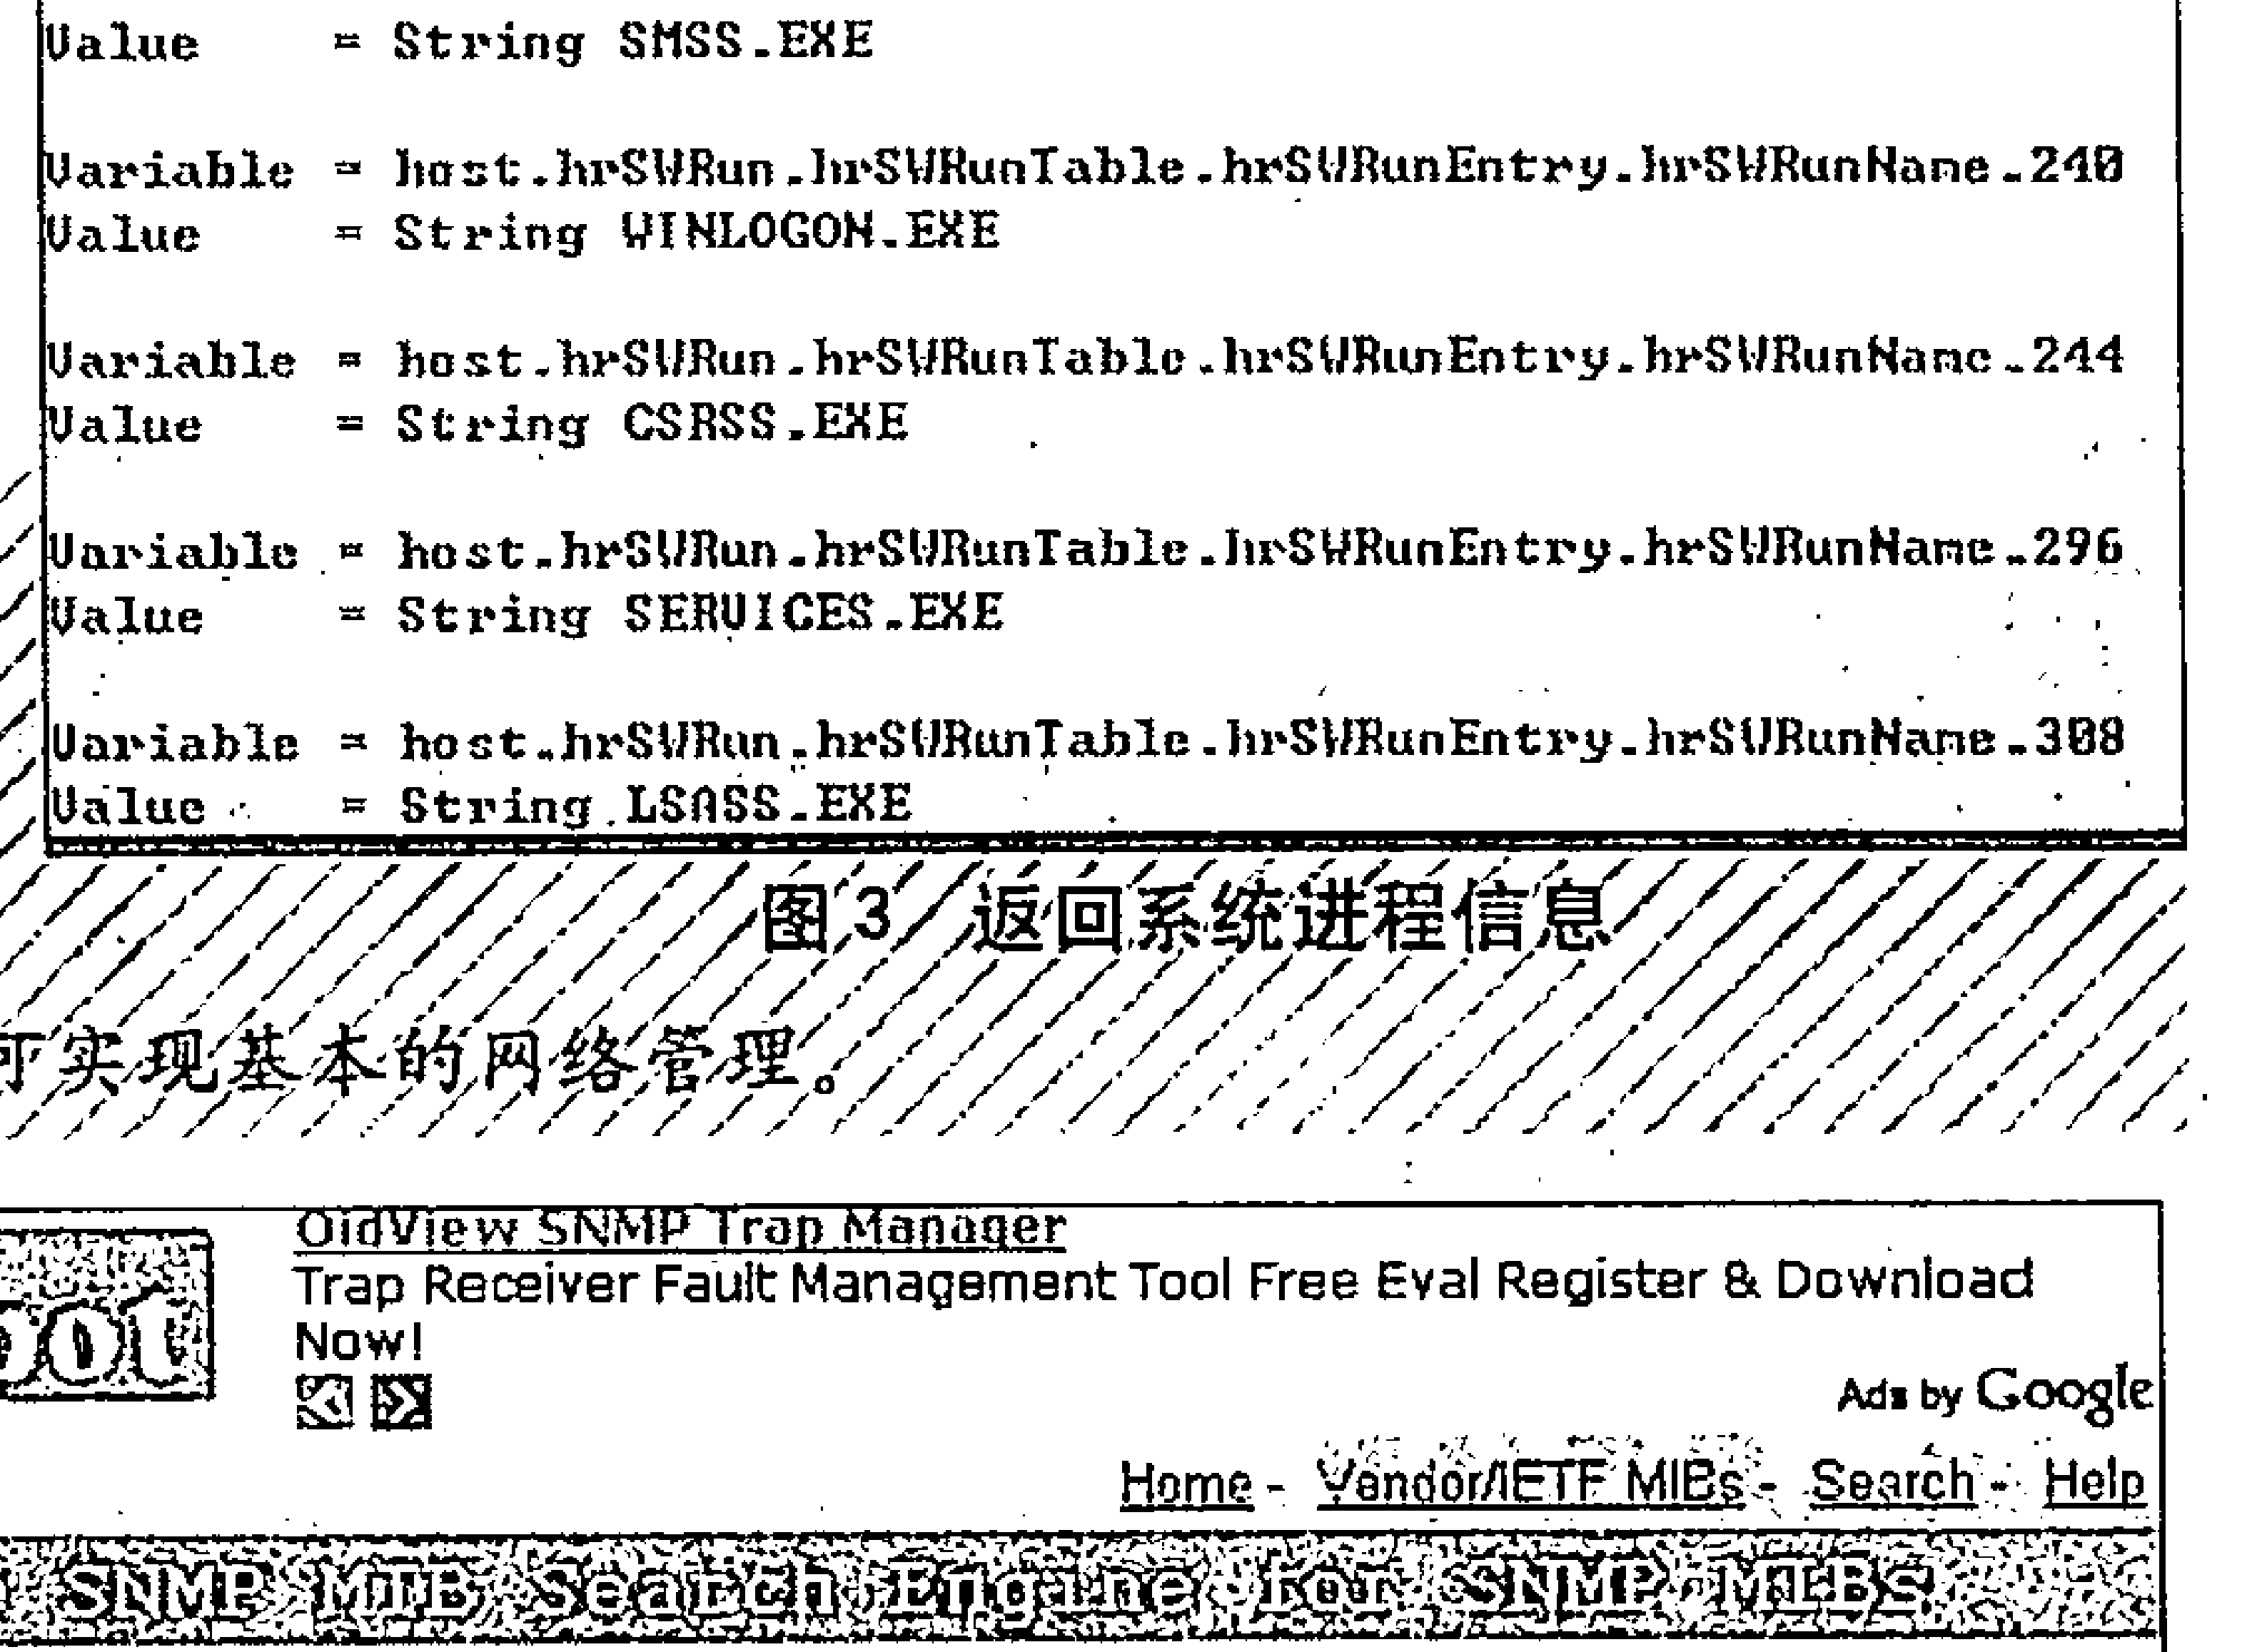 Value = String SMSS.EXE
Variable = host.hrSWRun.hrSWRunTable.hrSWRunEntry.hrSWRunName.240
Value = String WINLOGON.EXE
Variable = host.hrSWRun.hrSWRunTable.hrSWRunEntry.hrSWRunName.244
Value = String CSRSS.EXE
Variable = host.hrSWRun.hrSWRunTable.hrSWRunEntry.hrSWRunName.296
Value = String SERVICES.EXE
Variable = host.hrSWRun.hrSWRunTable.hrSWRunEntry.hrSWRunName.308
Value = String LSASS.EXE
图 3 返回系统进程信息
可实现基本的网络管理。
OidView SNMP Trap Manager
Trap Receiver Fault Management Tool Free Eval Register & Download
Now!
Ads by Google
Home - Vendor/IETF MIBs - Search - Help
SNMP MIB Search Engine for SNMP MIBS